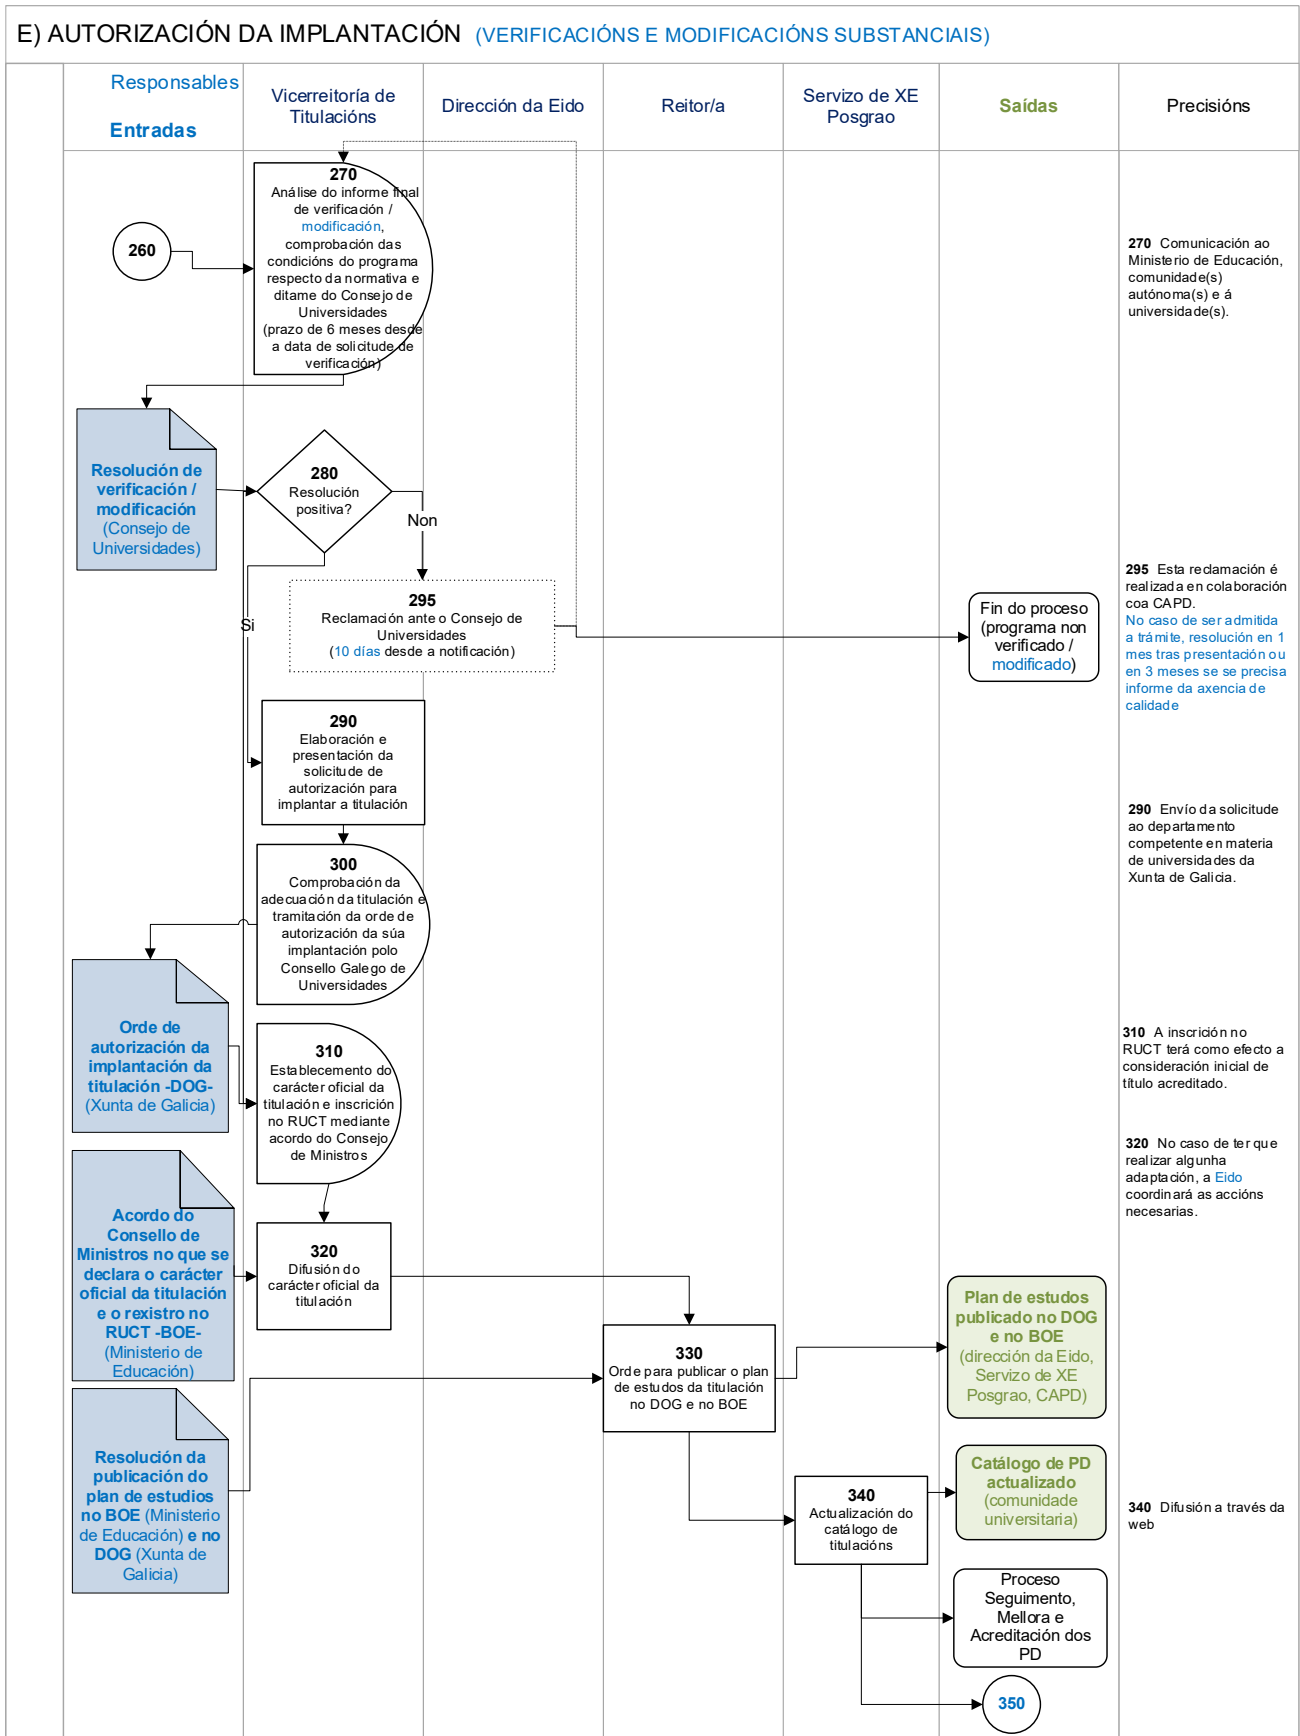 E) AUTORIZACIÓN DA IMPLANTACIÓN (VERIFICACIÓNS E MODIFICACIÓNS SUBSTANCIAIS)
Responsables
Entradas
Vicerreitoría de
Titulacións
Dirección da Eido
Reitor/a
Servizo de XE
Posgrao
Saídas
Precisións
260
270
Análise do informe final
de verificación /
modificación,
comprobación das
condicións do programa
respecto da normativa e
ditame do Consejo de
Universidades
(prazo de 6 meses desde
a data de solicitude de
verificación)
270 Comunicación ao
Ministerio de Educación,
comunidade(s)
autónoma(s) e á
universidade(s).
Resolución de
verificación /
modificación
(Consejo de
Universidades)
280
Resolución
positiva?
Non
Si
295
Reclamación ante o Consejo de
Universidades
(10 días desde a notificación)
Fin do proceso
(programa non
verificado /
modificado)
295 Esta reclamación é
realizada en colaboración
coa CAPD.
No caso de ser admitida
a trámite, resolución en 1
mes tras presentación ou
en 3 meses se se precisa
informe da axencia de
calidade
290
Elaboración e
presentación da
solicitude de
autorización para
implantar a titulación
290 Envío da solicitude
ao departamento
competente en materia
de universidades da
Xunta de Galicia.
300
Comprobación da
adecuación da titulación e
tramitación da orde de
autorización da súa
implantación polo
Consello Galego de
Universidades
Orde de
autorización da
implantación da
titulación -DOG-
(Xunta de Galicia)
310
Establecemento do
carácter oficial da
titulación e inscrición
no RUCT mediante
acordo do Consejo
de Ministros
310 A inscrición no
RUCT terá como efecto a
consideración inicial de
título acreditado.
320 No caso de ter que
realizar algunha
adaptación, a Eido
coordinará as accións
necesarias.
Acordo do
Consello de
Ministros no que se
declara o carácter
oficial da titulación
e o rexistro no
RUCT -BOE-
(Ministerio de
Educación)
320
Difusión do
carácter oficial da
titulación
330
Orde para publicar o plan
de estudos da titulación
no DOG e no BOE
Plan de estudos
publicado no DOG
e no BOE
(dirección da Eido,
Servizo de XE
Posgrao, CAPD)
Resolución da
publicación do
plan de estudios
no BOE (Ministerio
de Educación) e no
DOG (Xunta de
Galicia)
340
Actualización do
catálogo de
titulacións
Catálogo de PD
actualizado
(comunidade
universitaria)
340 Difusión a través da
web
Proceso
Seguimento,
Mellora e
Acreditación dos
PD
350